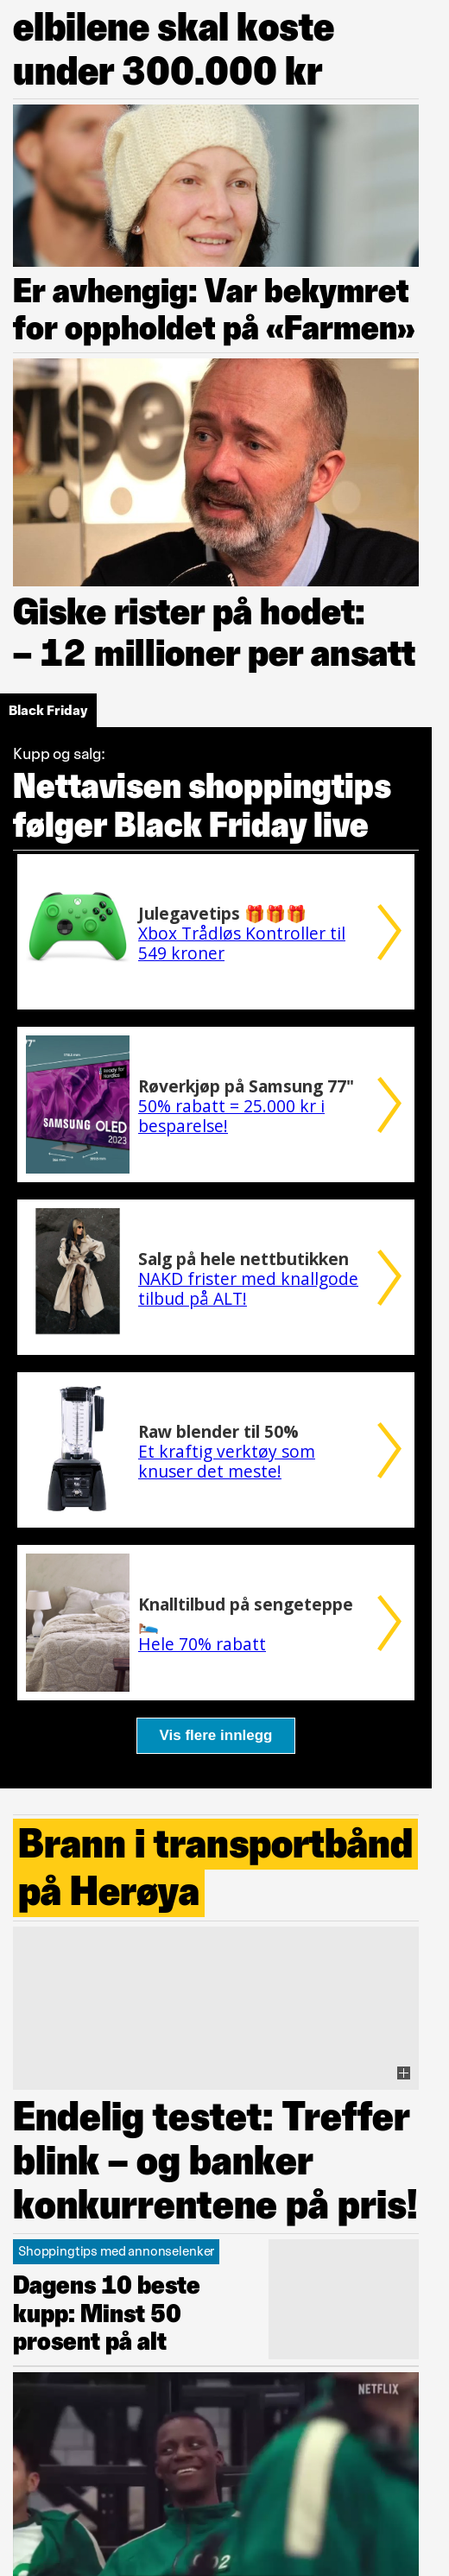 elbilene skal koste
under 300.000 kr
Er avhengig: Var bekymret
for oppholdet på «Farmen»
Giske rister på hodet:
– 12 millioner per ansatt
Black Friday
Kupp og salg:
Nettavisen shoppingtips
følger Black Friday live
Julegavetips 🎁🎁🎁
Xbox Trådløs Kontroller til
549 kroner
Røverkjøp på Samsung 77"
50% rabatt = 25.000 kr i
besparelse!
SAMSUNG OLED
2023
Ready for
Nordics
Salg på hele nettbutikken
NAKD frister med knallgode
tilbud på ALT!
Raw blender til 50%
Et kraftig verktøy som
knuser det meste!
Knalltilbud på sengeteppe
🛌
Hele 70% rabatt
Vis flere innlegg
Brann i transportbånd
på Herøya
Endelig testet: Treffer
blink – og banker
konkurrentene på pris!
Shoppingtips med annonselenker
Dagens 10 beste
kupp: Minst 50
prosent på alt
NETFLIX